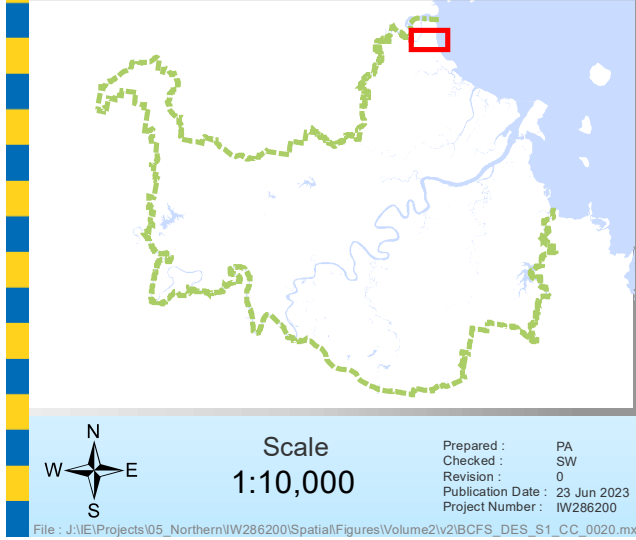 N
W E
S
Scale
1:10,000
Prepared : PA
Checked : SW
Revision : 0
Publication Date : 23 Jun 2023
Project Number : IW286200
File : J:\IE\Projects\05_Northern\IW286200\Spatial\Figures\Volume2\v2\BCFS_DES_S1_CC_0020.mx